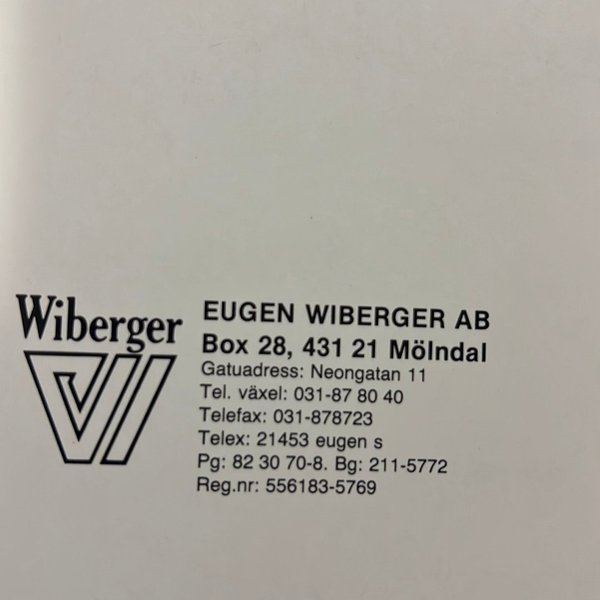 Wiberger
EUGEN WIBERGER AB
Box 28, 431 21 Mölndal
Gatuadress: Neongatan 11
Tel. växel: 031-87 80 40
Telefax: 031-878723
Telex: 21453 eugen s
Pg: 82 30 70-8. Bg: 211-5772
Reg.nr: 556183-5769